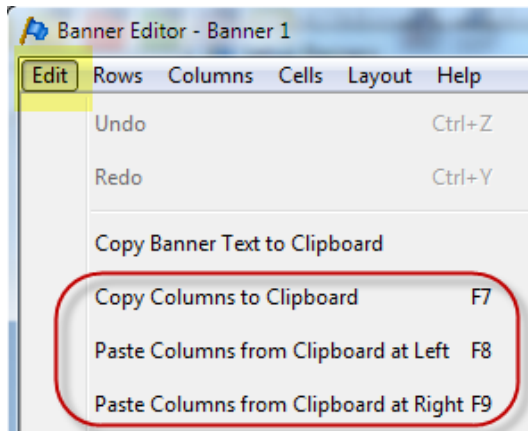 Banner Editor - Banner 1
Edit Rows Columns Cells Layout Help
Undo Ctrl+Z
Redo Ctrl+Y
Copy Banner Text to Clipboard
Copy Columns to Clipboard F7
Paste Columns from Clipboard at Left F8
Paste Columns from Clipboard at Right F9